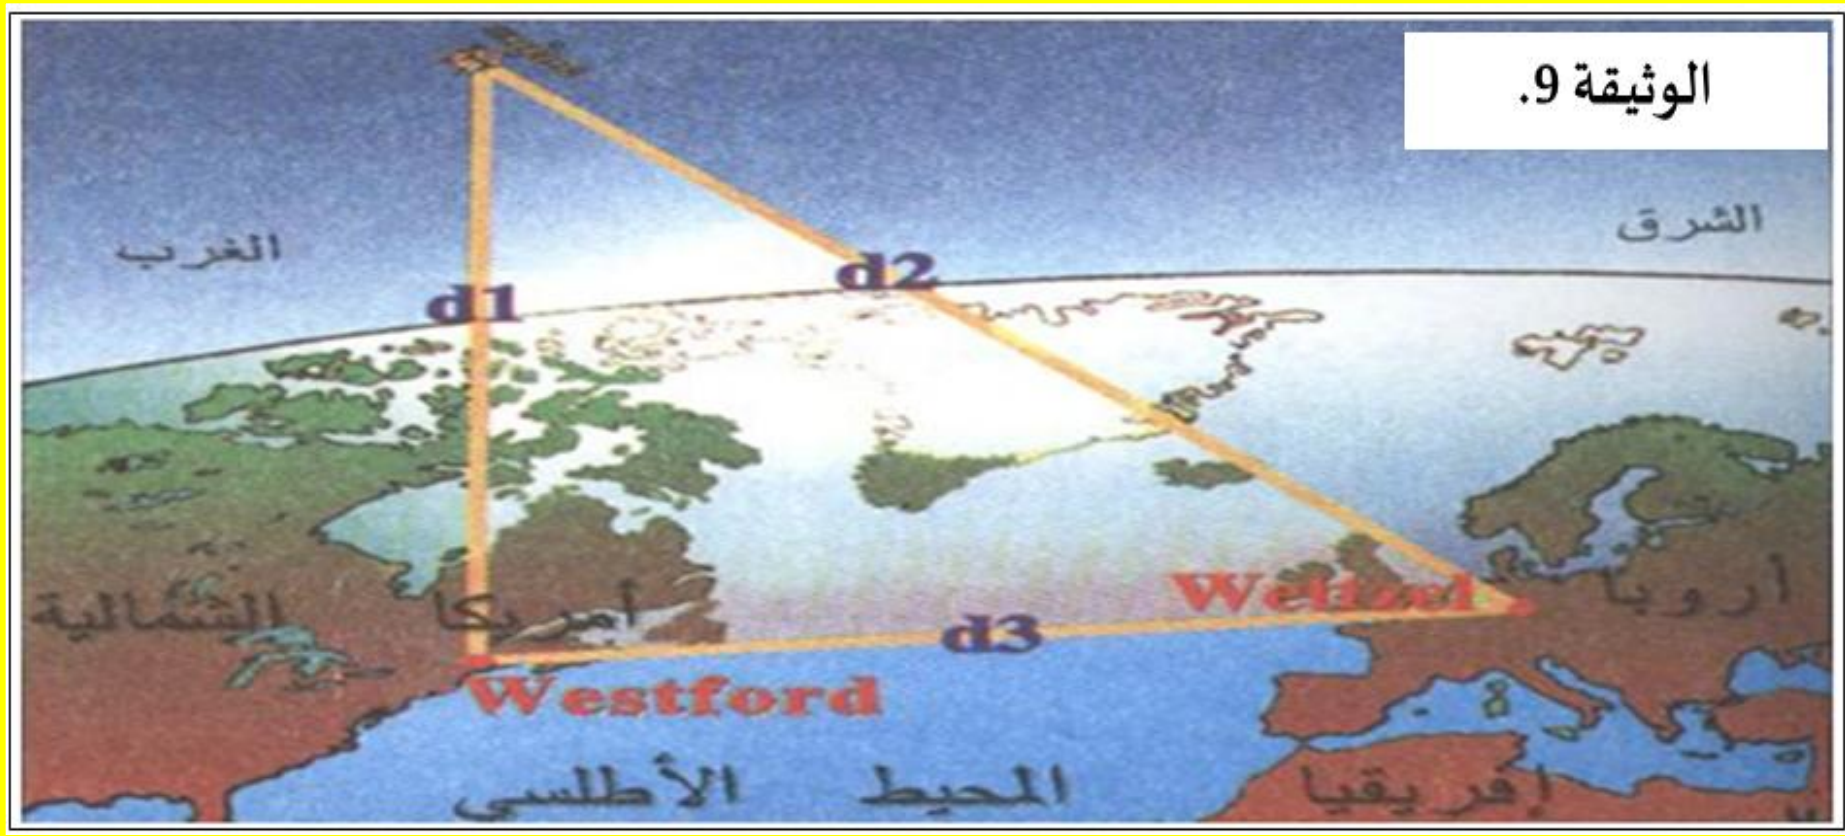 الوثيقة 9.
الشرق
الغرب
d2
d1
أوروبا
Wettzel
أمريكا الشمالية
d3
Westford
المحيط الأطلسي
إفريقيا